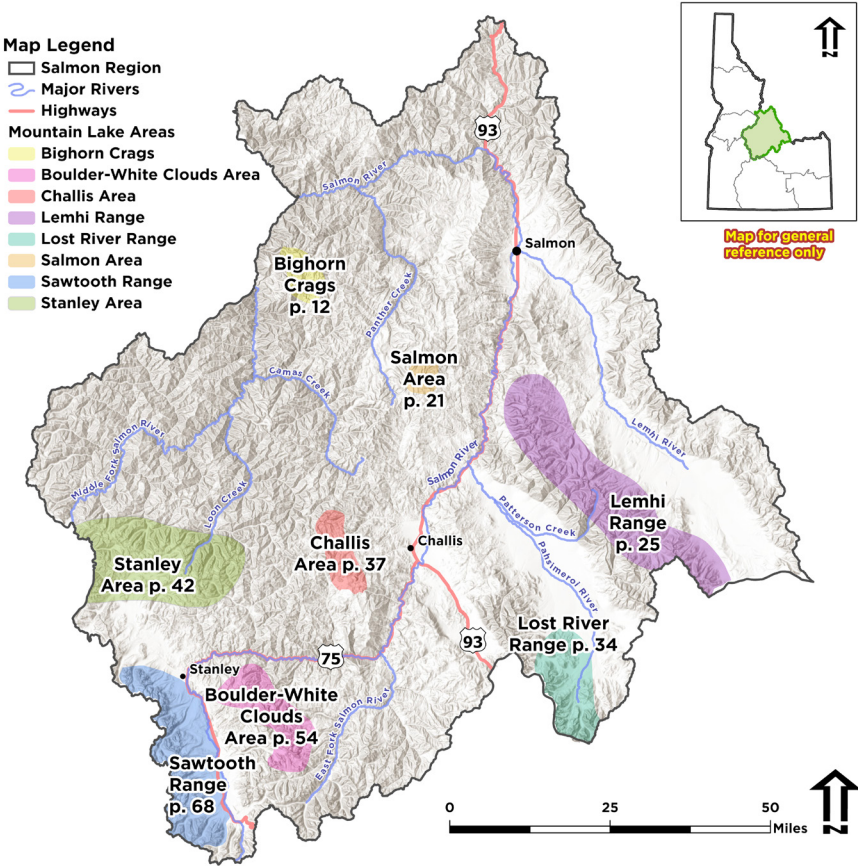 Map Legend
Salmon Region
Major Rivers
Highways
Mountain Lake Areas
Bighorn Crags
Boulder-White Clouds Area
Challis Area
Lemhi Range
Lost River Range
Salmon Area
Sawtooth Range
Stanley Area
N
Map for general
reference only
93
Salmon River
Salmon
Bighorn
Crags
p. 12
Panther Creek
Salmon
Area
p. 21
Camas Creek
Middle Fork Salmon River
Loon Creek
Lemhi River
Salmon River
Patterson Creek
Lemhi
Range
p. 25
Pahsimeroi River
Challis
Challis
Area p. 37
Stanley
Area p. 42
Lost River
Range p. 34
93
75
Stanley
Boulder-White
Clouds
Area p. 54
East Fork Salmon River
Sawtooth
Range
p. 68
0 25 50
Miles
N